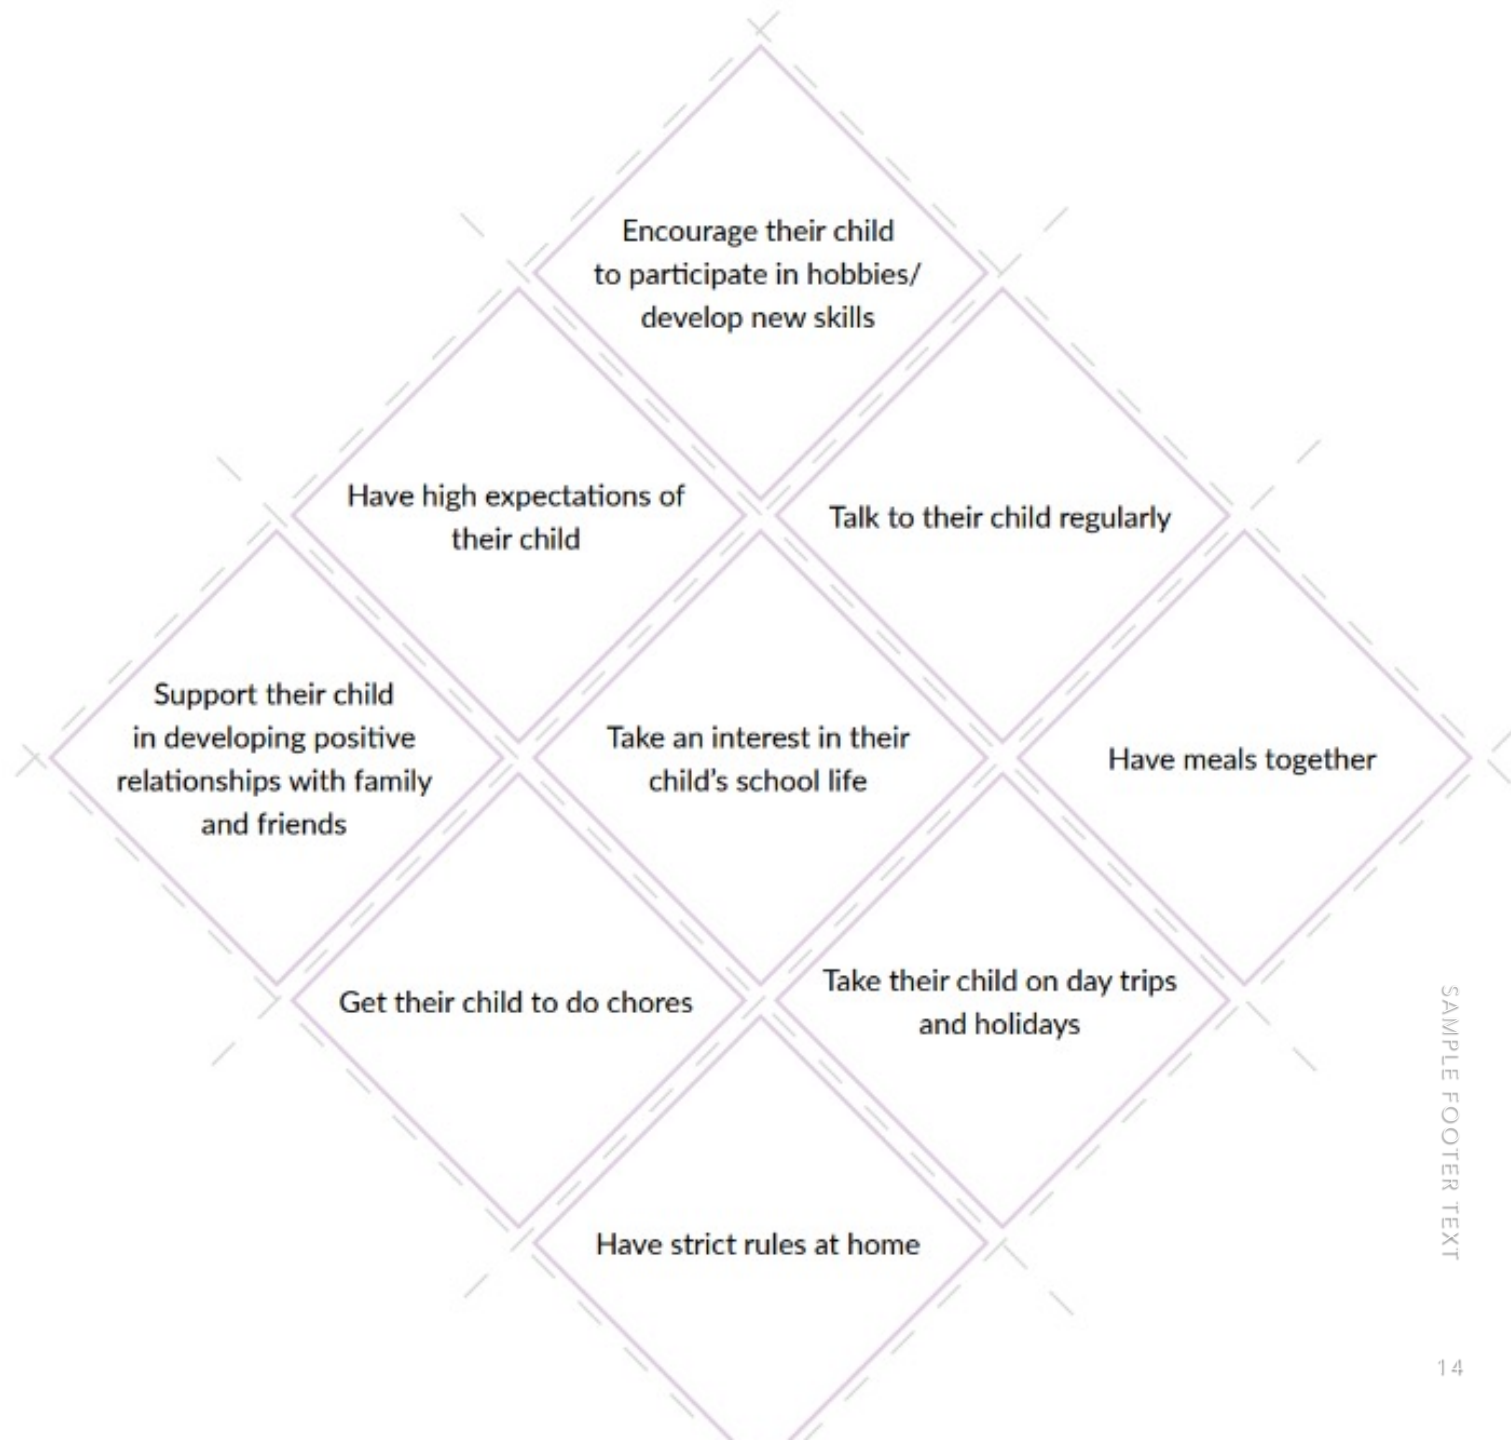 Encourage their child
to participate in hobbies/
develop new skills
Have high expectations of
their child
Talk to their child regularly
Support their child
in developing positive
relationships with family
and friends
Take an interest in their
child's school life
Have meals together
Get their child to do chores
Take their child on day trips
and holidays
Have strict rules at home
SAMPLE FOOTER TEXT
14